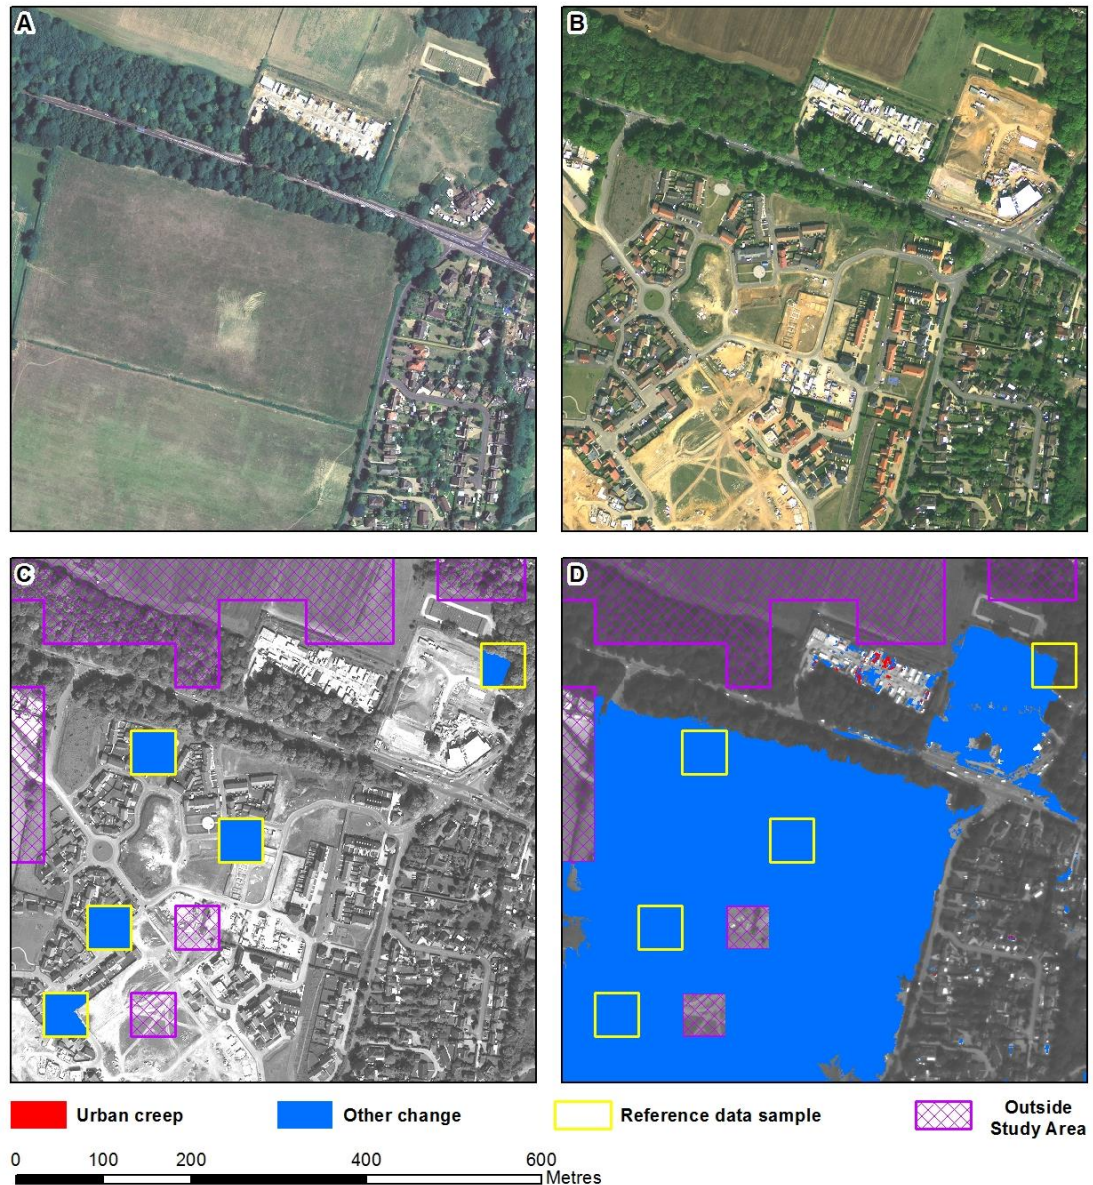 A
B
C
D
Urban creep
Other change
Reference data sample
Outside
Study Area
0 100 200 400 600
Metres